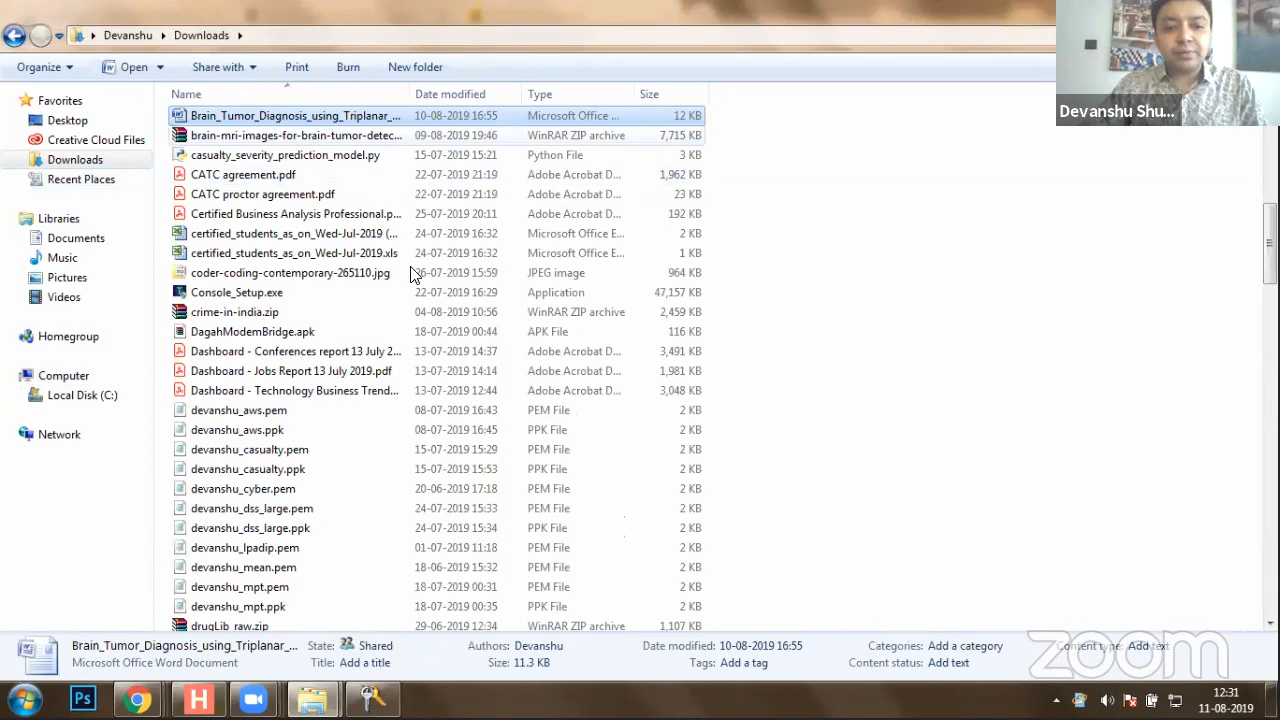 Devanshu Downloads
Organize Open Share with Print Burn New folder
Devanshu Shu...
Name Date modified Type Size
Favorites
Desktop
Creative Cloud Files
Downloads
Recent Places
Libraries
Documents
Music
Pictures
Videos
Homegroup
Computer
Local Disk (C:)
Network
Brain_Tumor_Diagnosis_using_Triplanar_... 10-08-2019 16:55 Microsoft Office ... 12 KB
brain-mri-images-for-brain-tumor-detec... 09-08-2019 19:46 WinRAR ZIP archive 7,715 KB
casualty_severity_prediction_model.py 15-07-2019 15:21 Python File 3 KB
CATC agreement.pdf 22-07-2019 21:19 Adobe Acrobat D... 1,962 KB
CATC proctor agreement.pdf 22-07-2019 21:19 Adobe Acrobat D... 23 KB
Certified Business Analysis Professional.p... 25-07-2019 20:11 Adobe Acrobat D... 192 KB
certified_students_as_on_Wed-Jul-2019 (... 24-07-2019 16:32 Microsoft Office E... 2 KB
certified_students_as_on_Wed-Jul-2019.xls 24-07-2019 16:32 Microsoft Office E... 1 KB
coder-coding-contemporary-265110.jpg 15:59 JPEG image 964 KB
Console_Setup.exe 22-07-2019 16:29 Application 47,157 KB
crime-in-india.zip 04-08-2019 10:56 WinRAR ZIP archive 2,459 KB
DagahModemBridge.apk 18-07-2019 00:44 APK File 116 KB
Dashboard - Conferences report 13 July 2... 13-07-2019 14:37 Adobe Acrobat D... 3,491 KB
Dashboard - Jobs Report 13 July 2019.pdf 13-07-2019 14:14 Adobe Acrobat D... 1,981 KB
Dashboard - Technology Business Trend... 13-07-2019 12:44 Adobe Acrobat D... 3,048 KB
devanshu_aws.pem 08-07-2019 16:43 PEM File 2 KB
devanshu_aws.ppk 08-07-2019 16:45 PPK File 2 KB
devanshu_casualty.pem 15-07-2019 15:29 PEM File 2 KB
devanshu_casualty.ppk 15-07-2019 15:53 PPK File 2 KB
devanshu_cyber.pem 20-06-2019 17:18 PEM File 2 KB
devanshu_dss_large.pem 24-07-2019 15:33 PEM File 2 KB
devanshu_dss_large.ppk 24-07-2019 15:34 PPK File 2 KB
devanshu_lpadip.pem 01-07-2019 11:18 PEM File 2 KB
devanshu_mean.pem 18-06-2019 15:32 PEM File 2 KB
devanshu_mpt.pem 18-07-2019 00:31 PEM File 2 KB
devanshu_mpt.ppk 18-07-2019 00:35 PPK File 2 KB
drugLib_raw.zip 29-06-2019 12:34 WinRAR ZIP archive 1,107 KB
Brain_Tumor_Diagnosis_using_Triplanar_... State: Shared Authors: Devanshu Date modified: 10-08-2019 16:55 Categories: Add a category Content type: Add text
Microsoft Office Word Document Title: Add a title Size: 11.3 KB Tags: Add a tag Content status: Add text
zoom
Ps H
12:31
11-08-2019